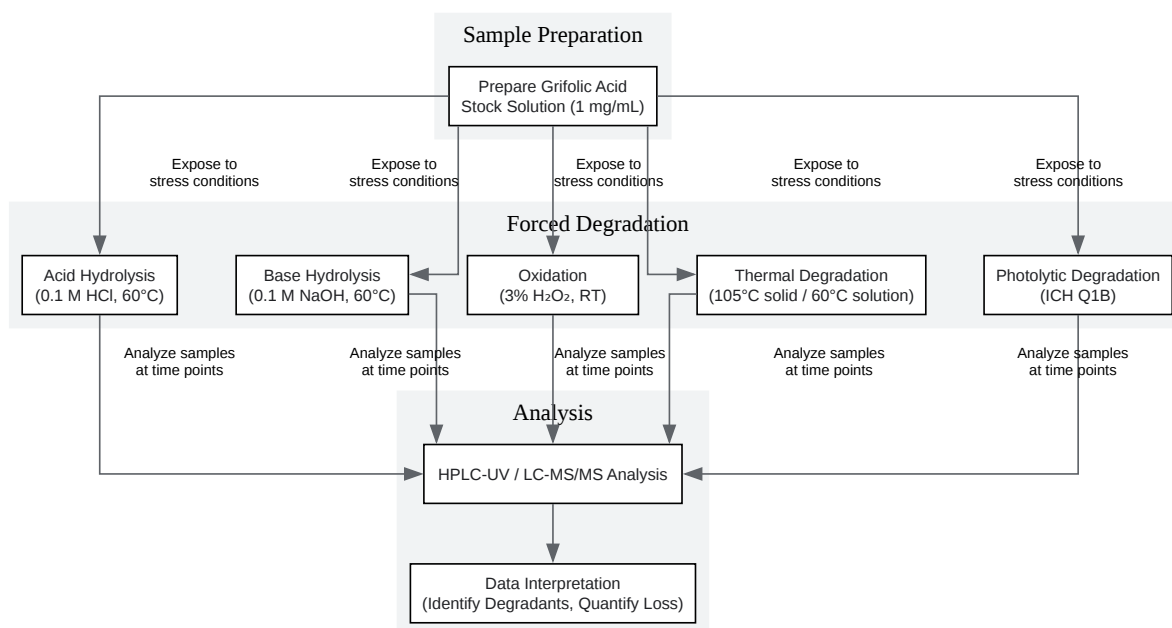 Sample Preparation
Prepare Grifolic Acid
Stock Solution (1 mg/mL)
Expose to
stress conditions
Expose to
stress conditions
Expose to
stress conditions
Expose to
stress conditions
Expose to
stress conditions
Forced Degradation
Acid Hydrolysis
(0.1 M HCl, 60°C)
Base Hydrolysis
(0.1 M NaOH, 60°C)
Oxidation
(3% H₂O₂, RT)
Thermal Degradation
(105°C solid / 60°C solution)
Photolytic Degradation
(ICH Q1B)
Analyze samples
at time points
Analyze samples
at time points
Analyze samples
at time points
Analyze samples
at time points
Analyze samples
at time points
Analysis
HPLC-UV / LC-MS/MS Analysis
Data Interpretation
(Identify Degradants, Quantify Loss)